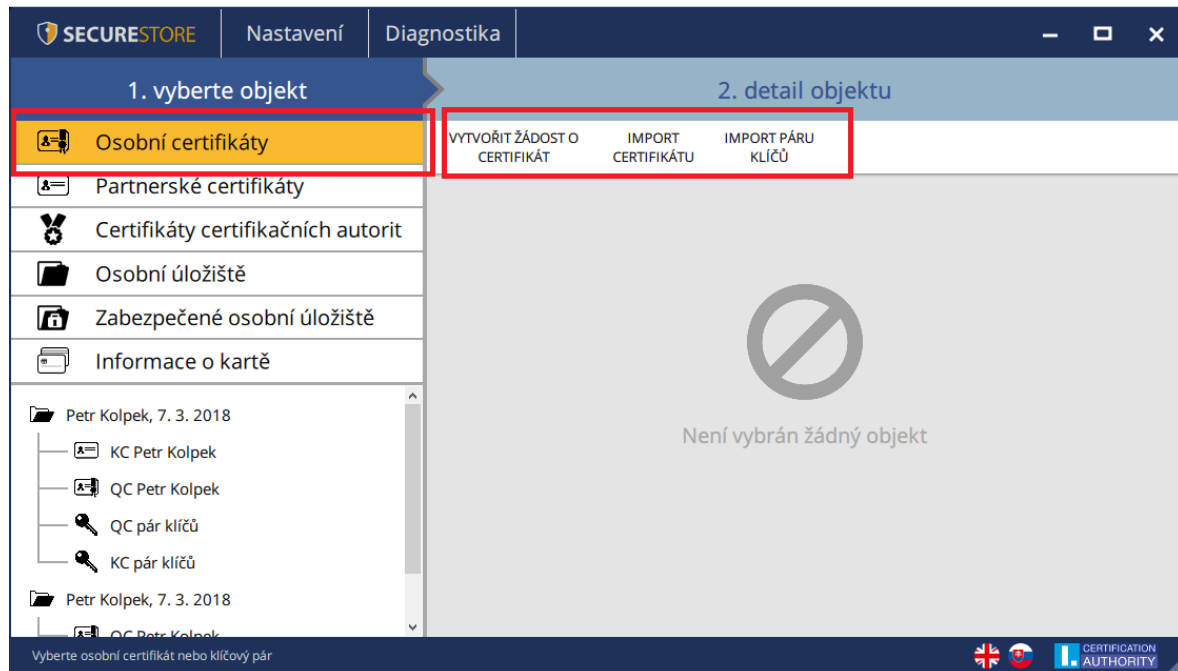 SECURESTORE
Nastavení
Diagnostika
1. vyberte objekt
2. detail objektu
Osobní certifikáty
Partnerské certifikáty
Certifikáty certifikačních autorit
Osobní úložiště
Zabezpečené osobní úložiště
Informace o kartě
VYTVOŘIT ŽÁDOST O
CERTIFIKÁT
IMPORT
CERTIFIKÁTU
IMPORT PÁRU
KLÍČŮ
Petr Kolpek, 7. 3. 2018
KC Petr Kolpek
QC Petr Kolpek
QC pár klíčů
KC pár klíčů
Petr Kolpek, 7. 3. 2018
QC Petr Kolpek
Není vybrán žádný objekt
Vyberte osobní certifikát nebo klíčový pár
I.
CERTIFICATION
AUTHORITY